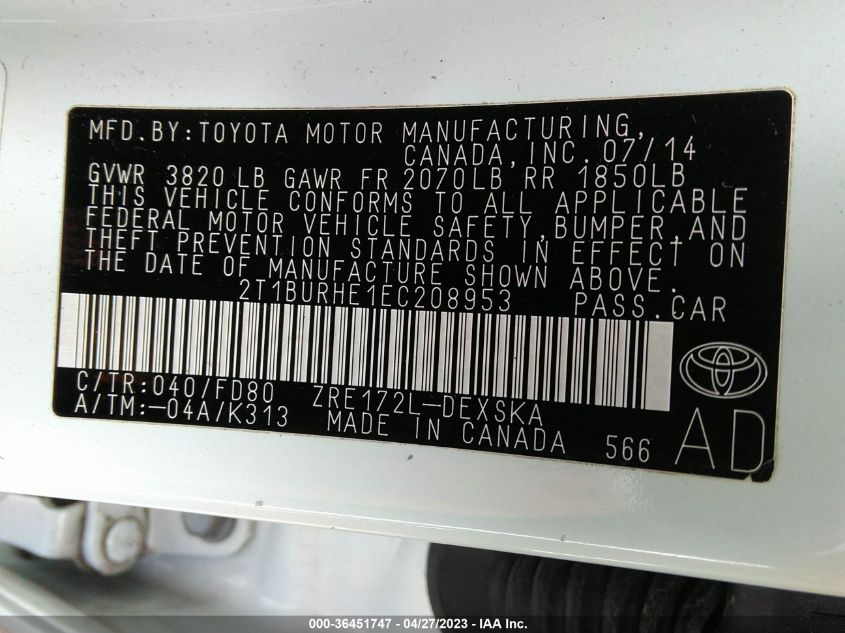 MFD.BY:TOYOTA MOTOR MANUFACTURING,
CANADA,INC. 07/14
GVWR 3820 LB GAWR FR 2070LB RR 1850LB
THIS VEHICLE CONFORMS TO ALL APPLICABLE
FEDERAL MOTOR VEHICLE SAFETY,BUMPER,AND
THEFT PREVENTION STANDARDS IN EFFECT ON
THE DATE OF MANUFACTURE SHOWN ABOVE.
2T1BURHE1EC208953 PASS.CAR
C/TR:040/FD80 ZRE172L-DEXSKA
A/TM:-04A/K313 MADE IN CANADA 566 AD
000-36451747 - 04/27/2023 - IAA Inc.